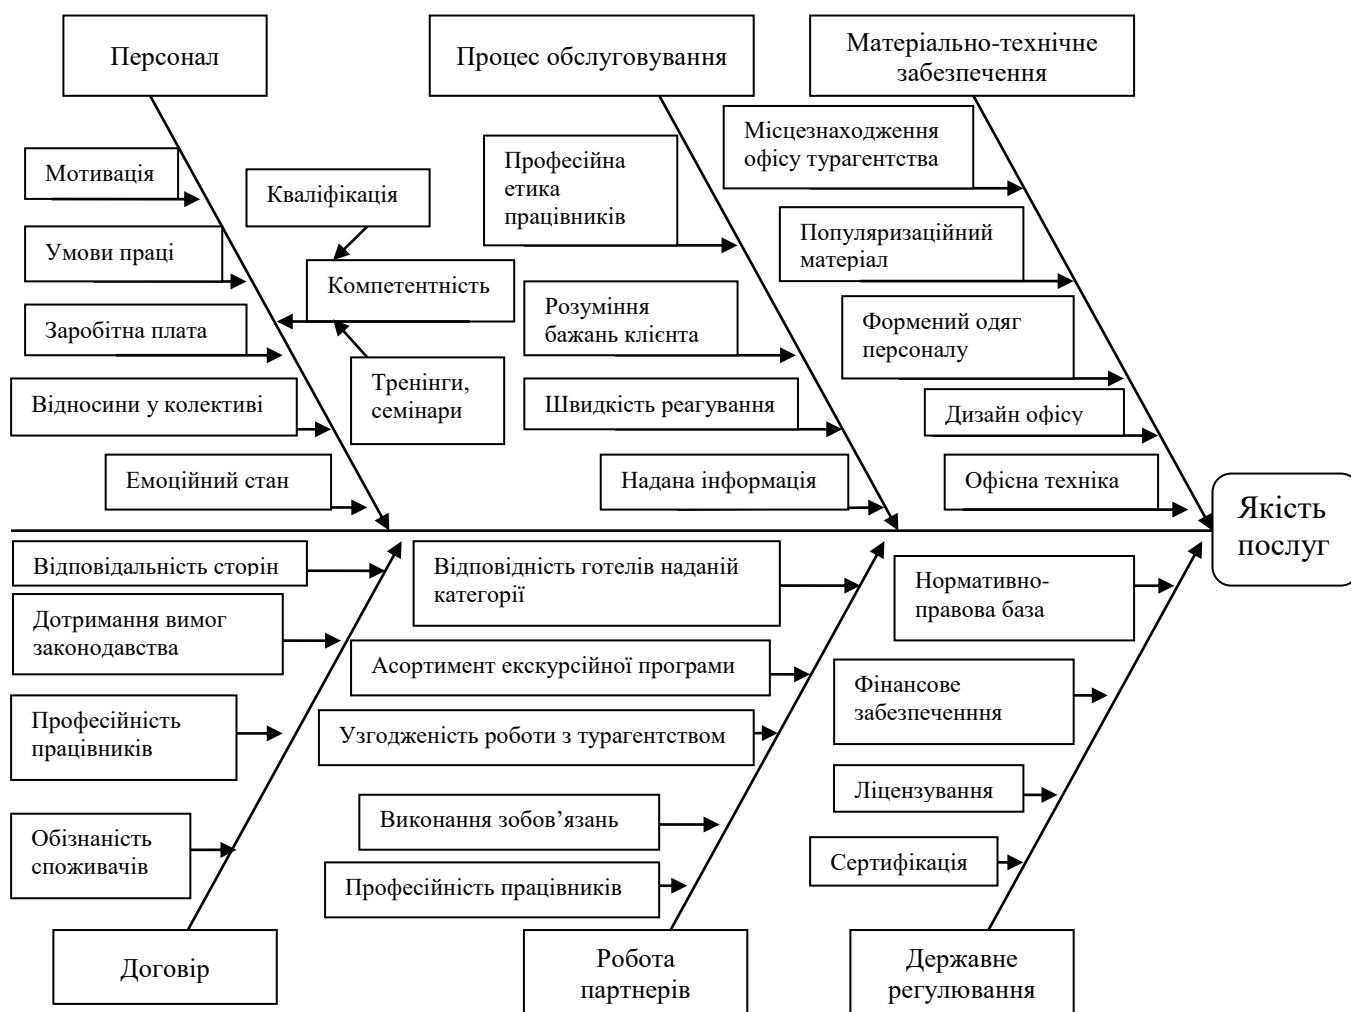 Персонал
Процес обслуговування
Матеріально-технічне
забезпечення
Мотивація
Умови праці
Заробітна плата
Відносини у колективі
Емоційний стан
Кваліфікація
Компетентність
Тренінги,
семінари
Професійна
етика
працівників
Розуміння
бажань клієнта
Швидкість реагування
Надана інформація
Місцезнаходження
офісу турагентства
Популяризаційний
матеріал
Формений одяг
персоналу
Дизайн офісу
Офісна техніка
Якість
послуг
Відповідальність сторін
Дотримання вимог
законодавства
Професійність
працівників
Обізнаність
споживачів
Договір
Відповідність готелів наданій
категорії
Асортимент екскурсійної програми
Узгодженість роботи з турагентством
Виконання зобов’язань
Професійність працівників
Робота
партнерів
Нормативно-
правова база
Фінансове
забезпеченння
Ліцензування
Сертифікація
Державне
регулювання